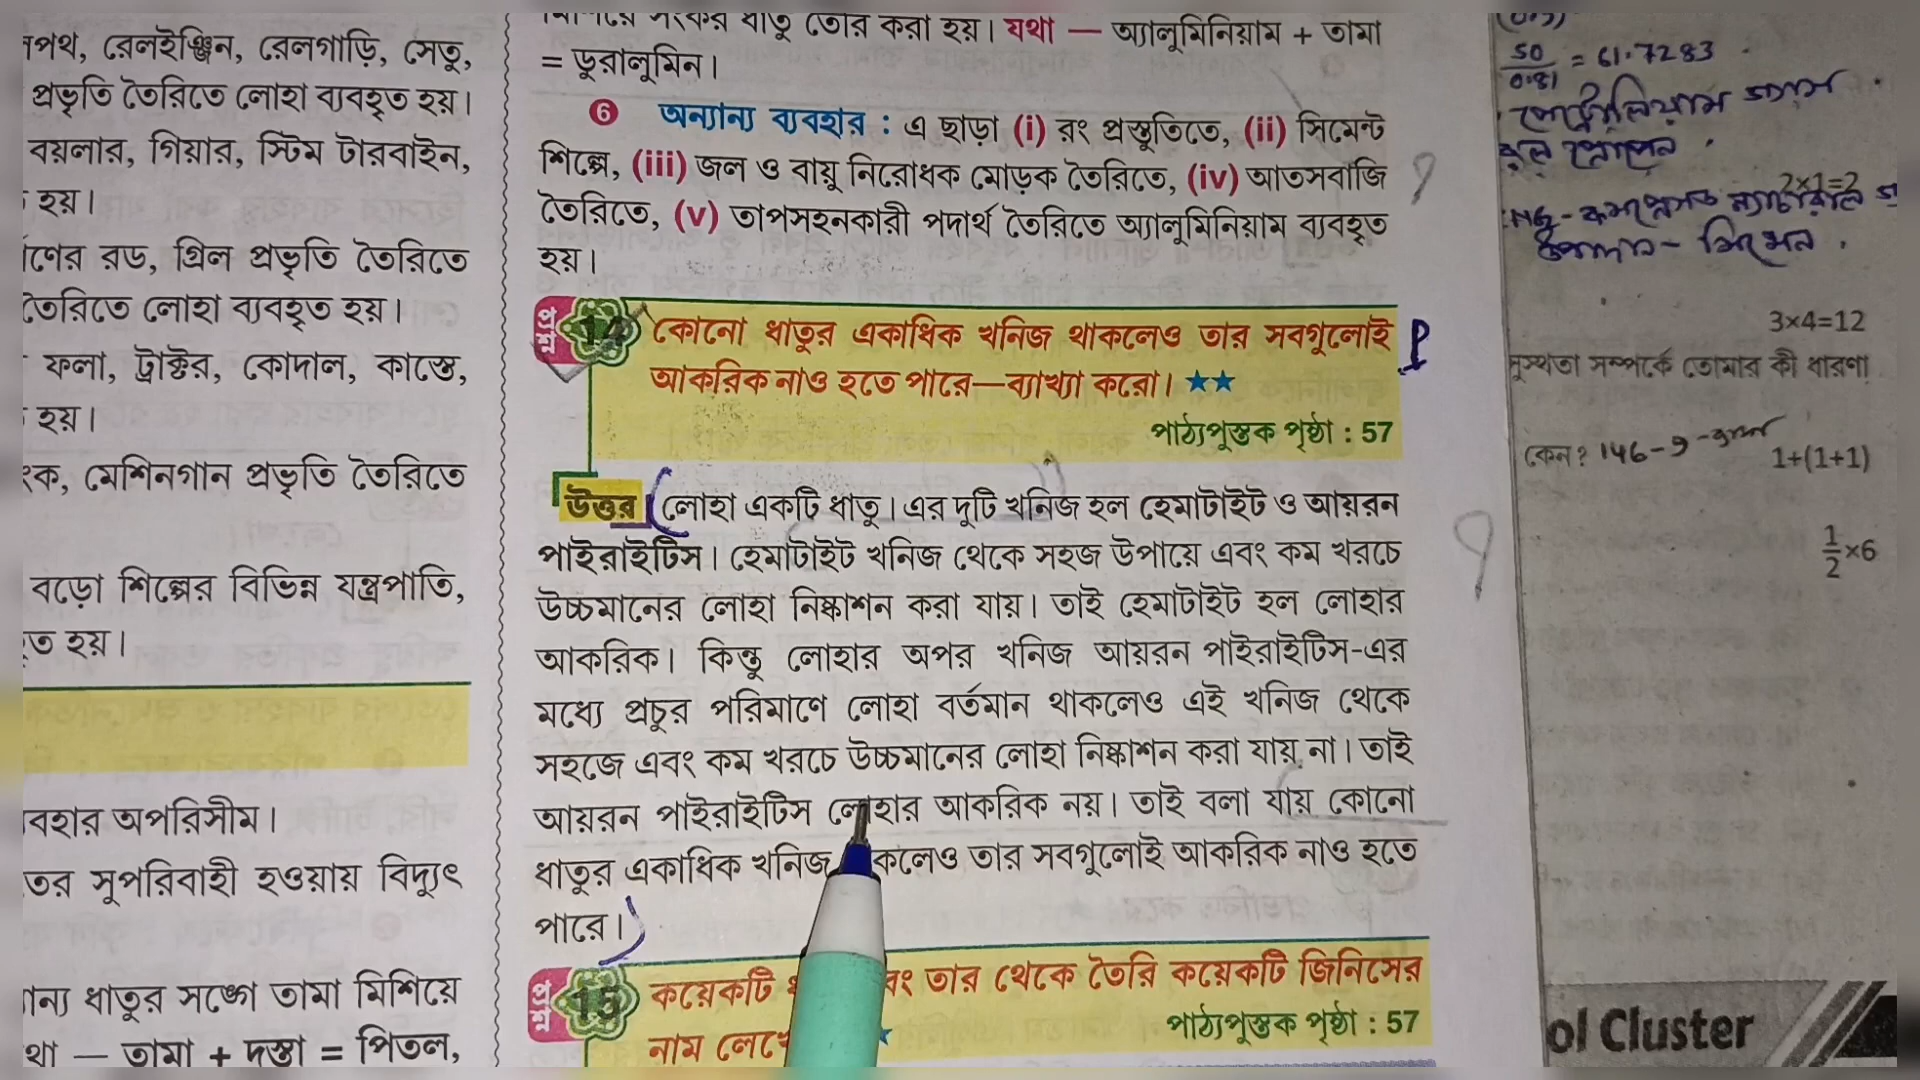 রেলইঞ্জিন, রেলগাড়ি, সেতু,
প্রভৃতি তৈরিতে লোহা ব্যবহৃত হয়।
বয়লার, গিয়ার, স্টিম টারবাইন,
হয়।
রড, গ্রিল প্রভৃতি তৈরিতে
তৈরিতে লোহা ব্যবহৃত হয়।
ফলা, ট্রাক্টর, কোদাল, কাস্তে,
হয়।
মেশিনগান প্রভৃতি তৈরিতে
বড়ো শিল্পের বিভিন্ন যন্ত্রপাতি,
হয়।
অপরিসীম।
সুপরিবাহী হওয়ায় বিদ্যুৎ
ধাতুর সঙ্গে তামা মিশিয়ে
— তামা + দস্তা = পিতল,
সংকর ধাতু তৈরি করা হয়। যথা — অ্যালুমিনিয়াম + তামা
= ডুরালুমিন।
6 অন্যান্য ব্যবহার : এ ছাড়া (i) রং প্রস্তুতিতে, (ii) সিমেন্ট
শিল্পে, (iii) জল ও বায়ু নিরোধক মোড়ক তৈরিতে, (iv) আতসবাজি
তৈরিতে, (v) তাপসহনকারী পদার্থ তৈরিতে অ্যালুমিনিয়াম ব্যবহৃত
হয়।
প্রশ্ন 14 কোনো ধাতুর একাধিক খনিজ থাকলেও তার সবগুলোই
আকরিক নাও হতে পারে—ব্যাখ্যা করো। ★★
পাঠ্যপুস্তক পৃষ্ঠা : 57
উত্তর লোহা একটি ধাতু। এর দুটি খনিজ হল হেমাটাইট ও আয়রন
পাইরাইটিস। হেমাটাইট খনিজ থেকে সহজ উপায়ে এবং কম খরচে
উচ্চমানের লোহা নিষ্কাশন করা যায়। তাই হেমাটাইট হল লোহার
আকরিক। কিন্তু লোহার অপর খনিজ আয়রন পাইরাইটিস-এর
মধ্যে প্রচুর পরিমাণে লোহা বর্তমান থাকলেও এই খনিজ থেকে
সহজে এবং কম খরচে উচ্চমানের লোহা নিষ্কাশন করা যায় না। তাই
আয়রন পাইরাইটিস লোহার আকরিক নয়। তাই বলা যায় কোনো
ধাতুর একাধিক খনিজ তার সবগুলোই আকরিক নাও হতে
পারে।
প্রশ্ন 15 কয়েকটি তার থেকে তৈরি কয়েকটি জিনিসের
নাম
পাঠ্যপুস্তক পৃষ্ঠা : 57
50/0.81 = 61.7283
2×1=2
3×4=12
সম্পর্কে তোমার কী ধারণা
কেন? 146-9
1+(1+1)
1/2×6
Cluster